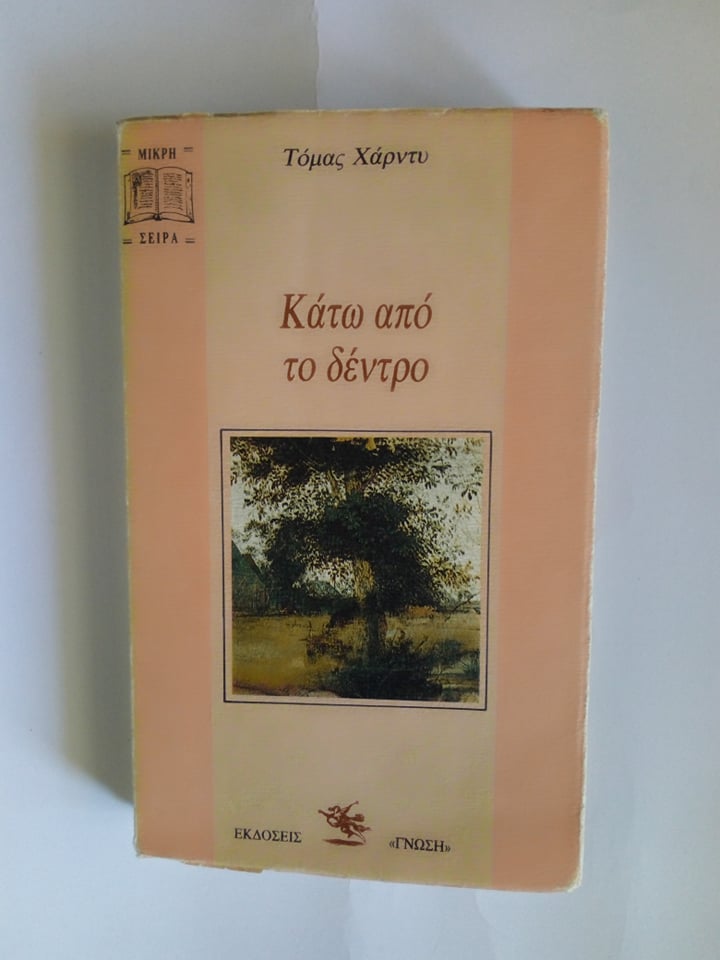 ΜΙΚΡΗ
ΣΕΙΡΑ
Τόμας Χάρντυ
Κάτω από
το δέντρο
ΕΚΔΟΣΕΙΣ «ΓΝΩΣΗ»